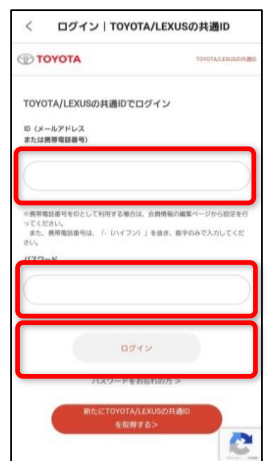 ログイン｜TOYOTA/LEXUSの共通ID
TOYOTA
TOYOTA/LEXUSの共通ID
TOYOTA/LEXUSの共通IDでログイン
ID（メールアドレス
または携帯電話番号）
※携帯電話番号をIDとして利用する場合は、会員情報の編集ページから設定を行
ってください。
また、携帯電話番号は、「-（ハイフン）」を抜き、数字のみで入力してくだ
さい。
パスワード
ログイン
パスワードをお忘れの方 >
新たにTOYOTA/LEXUSの共通ID
を取得する>